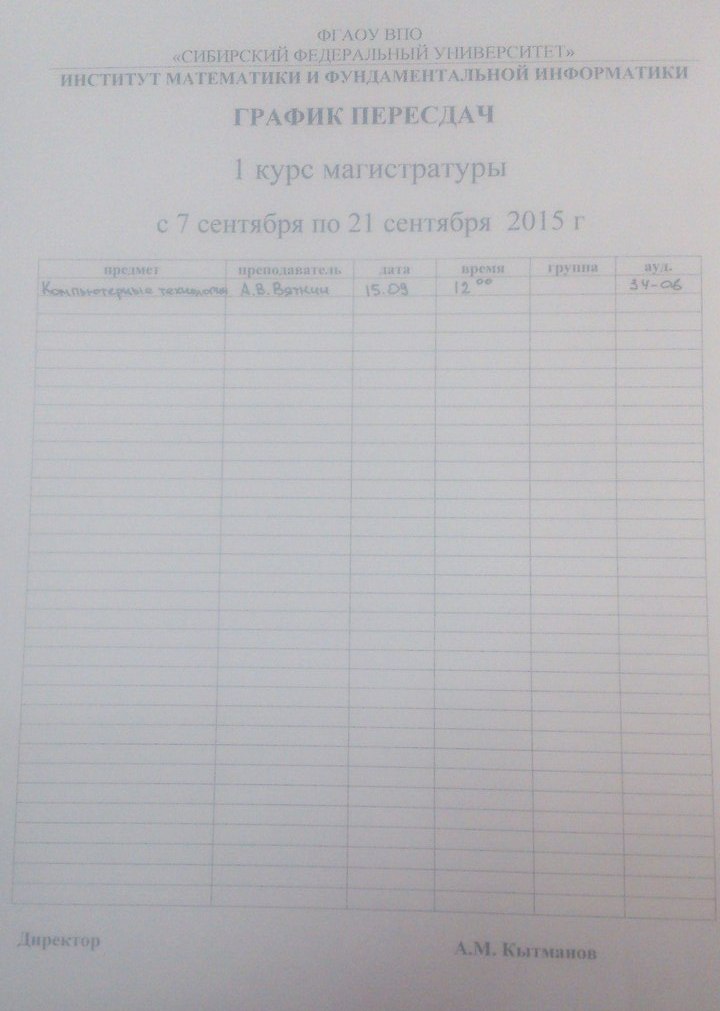 ФГАОУ ВПО
«СИБИРСКИЙ ФЕДЕРАЛЬНЫЙ УНИВЕРСИТЕТ»
ИНСТИТУТ МАТЕМАТИКИ И ФУНДАМЕНТАЛЬНОЙ ИНФОРМАТИКИ
ГРАФИК ПЕРЕСДАЧ
1 курс магистратуры
с 7 сентября по 21 сентября 2015 г
предмет преподаватель дата время группа ауд.
Компьютерные технологии А.В. Вяткин 15.09 12 00 34-06
Директор А.М. Кытманов